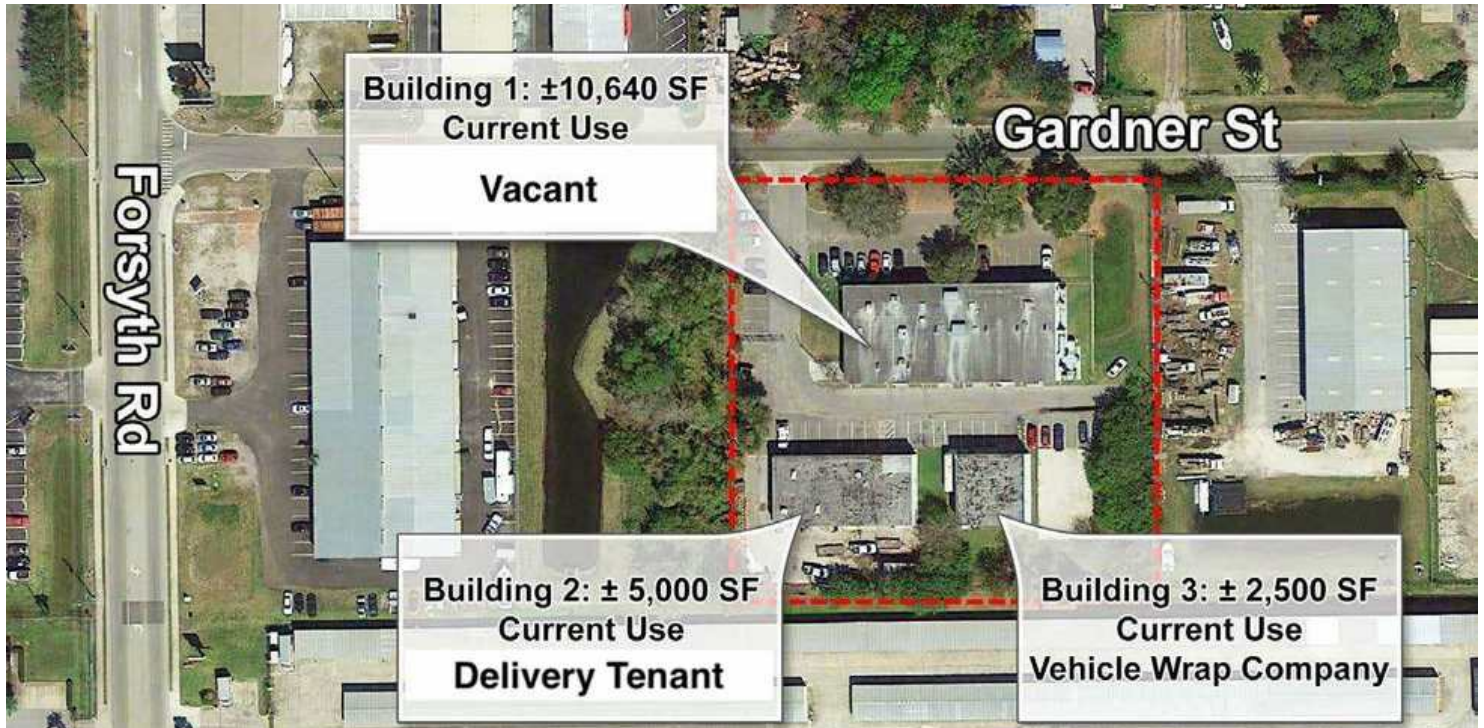 Building 1: ±10,640 SF
Current Use
Vacant
Gardner St
Forsyth Rd
Building 2: ± 5,000 SF
Current Use
Delivery Tenant
Building 3: ± 2,500 SF
Current Use
Vehicle Wrap Company